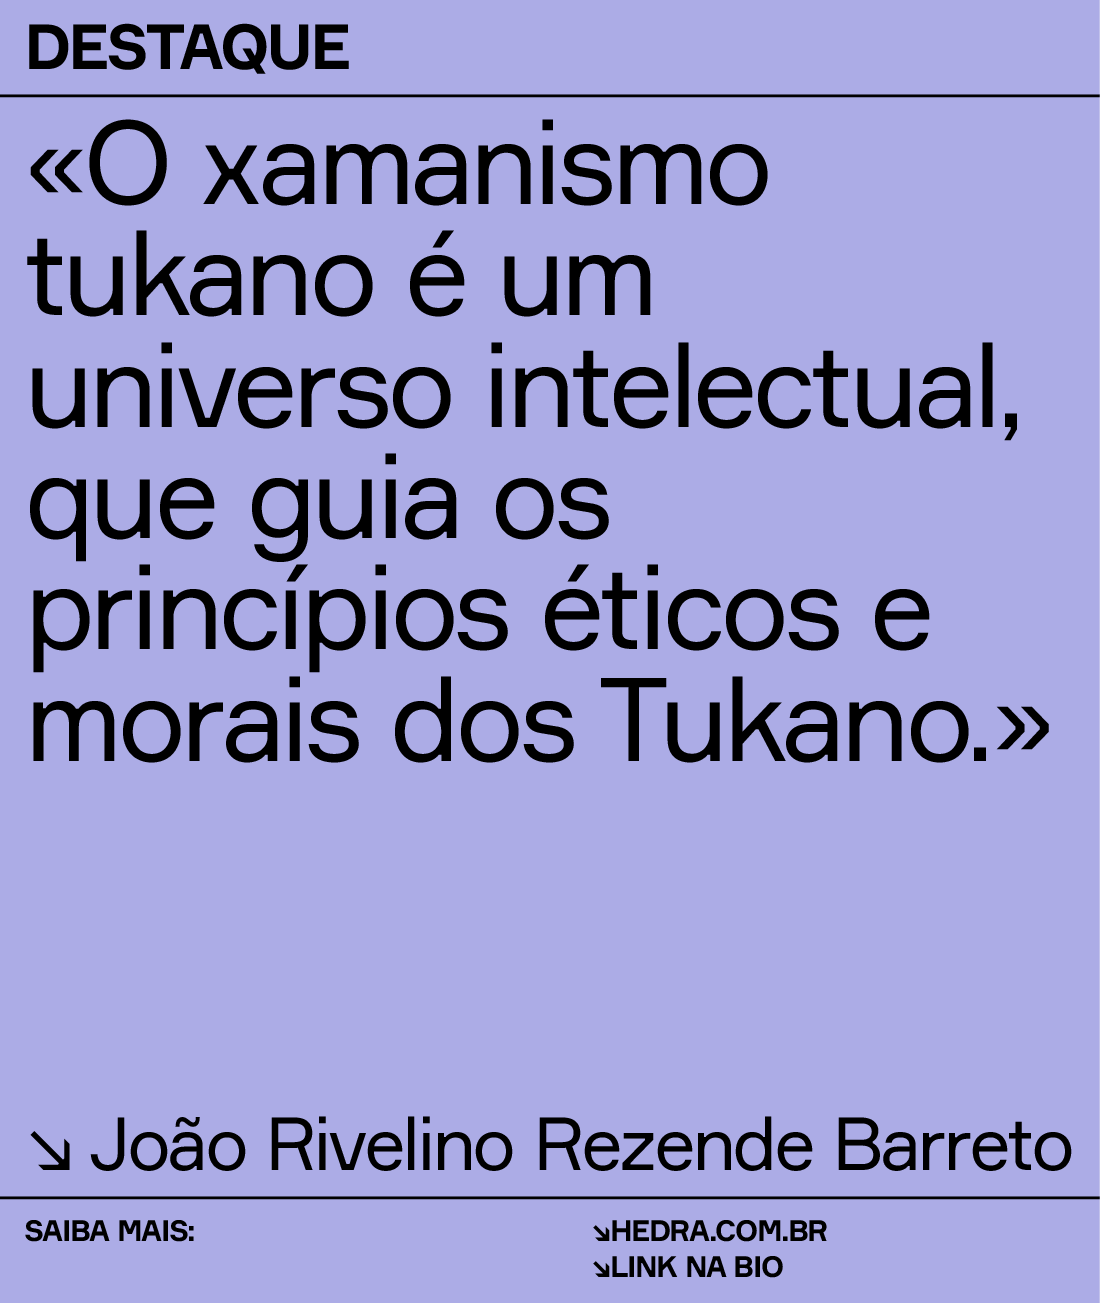 DESTAQUE
«O xamanismo
tukano é um
universo intelectual,
que guia os
princípios éticos e
morais dos Tukano.»
↘ João Rivelino Rezende Barreto
SAIBA MAIS:
↘HEDRA.COM.BR
↘LINK NA BIO